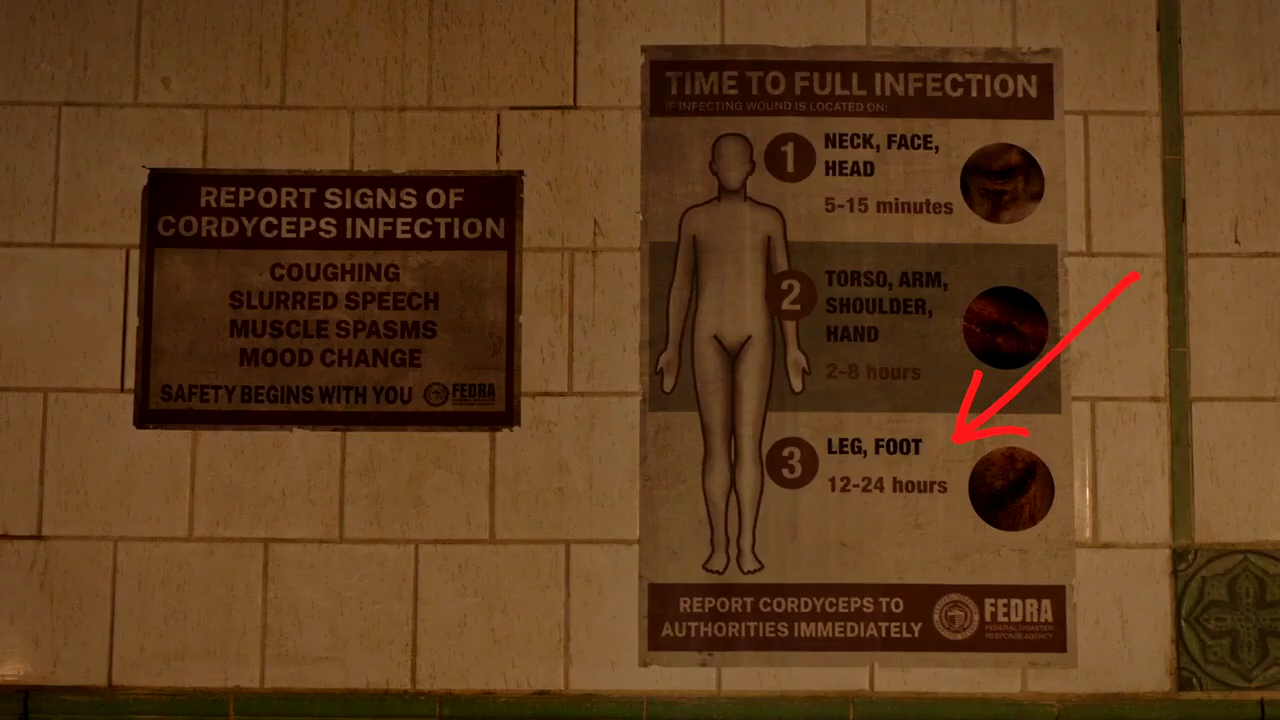 REPORT SIGNS OF
CORDYCEPS INFECTION
COUGHING
SLURRED SPEECH
MUSCLE SPASMS
MOOD CHANGE
SAFETY BEGINS WITH YOU
FEDRA
TIME TO FULL INFECTION
IF INFECTING WOUND IS LOCATED ON:
1
NECK, FACE,
HEAD
5-15 minutes
2
TORSO, ARM,
SHOULDER,
HAND
2-8 hours
3
LEG, FOOT
12-24 hours
REPORT CORDYCEPS TO
AUTHORITIES IMMEDIATELY
FEDRA
FEDERAL DISASTER
RESPONSE AGENCY